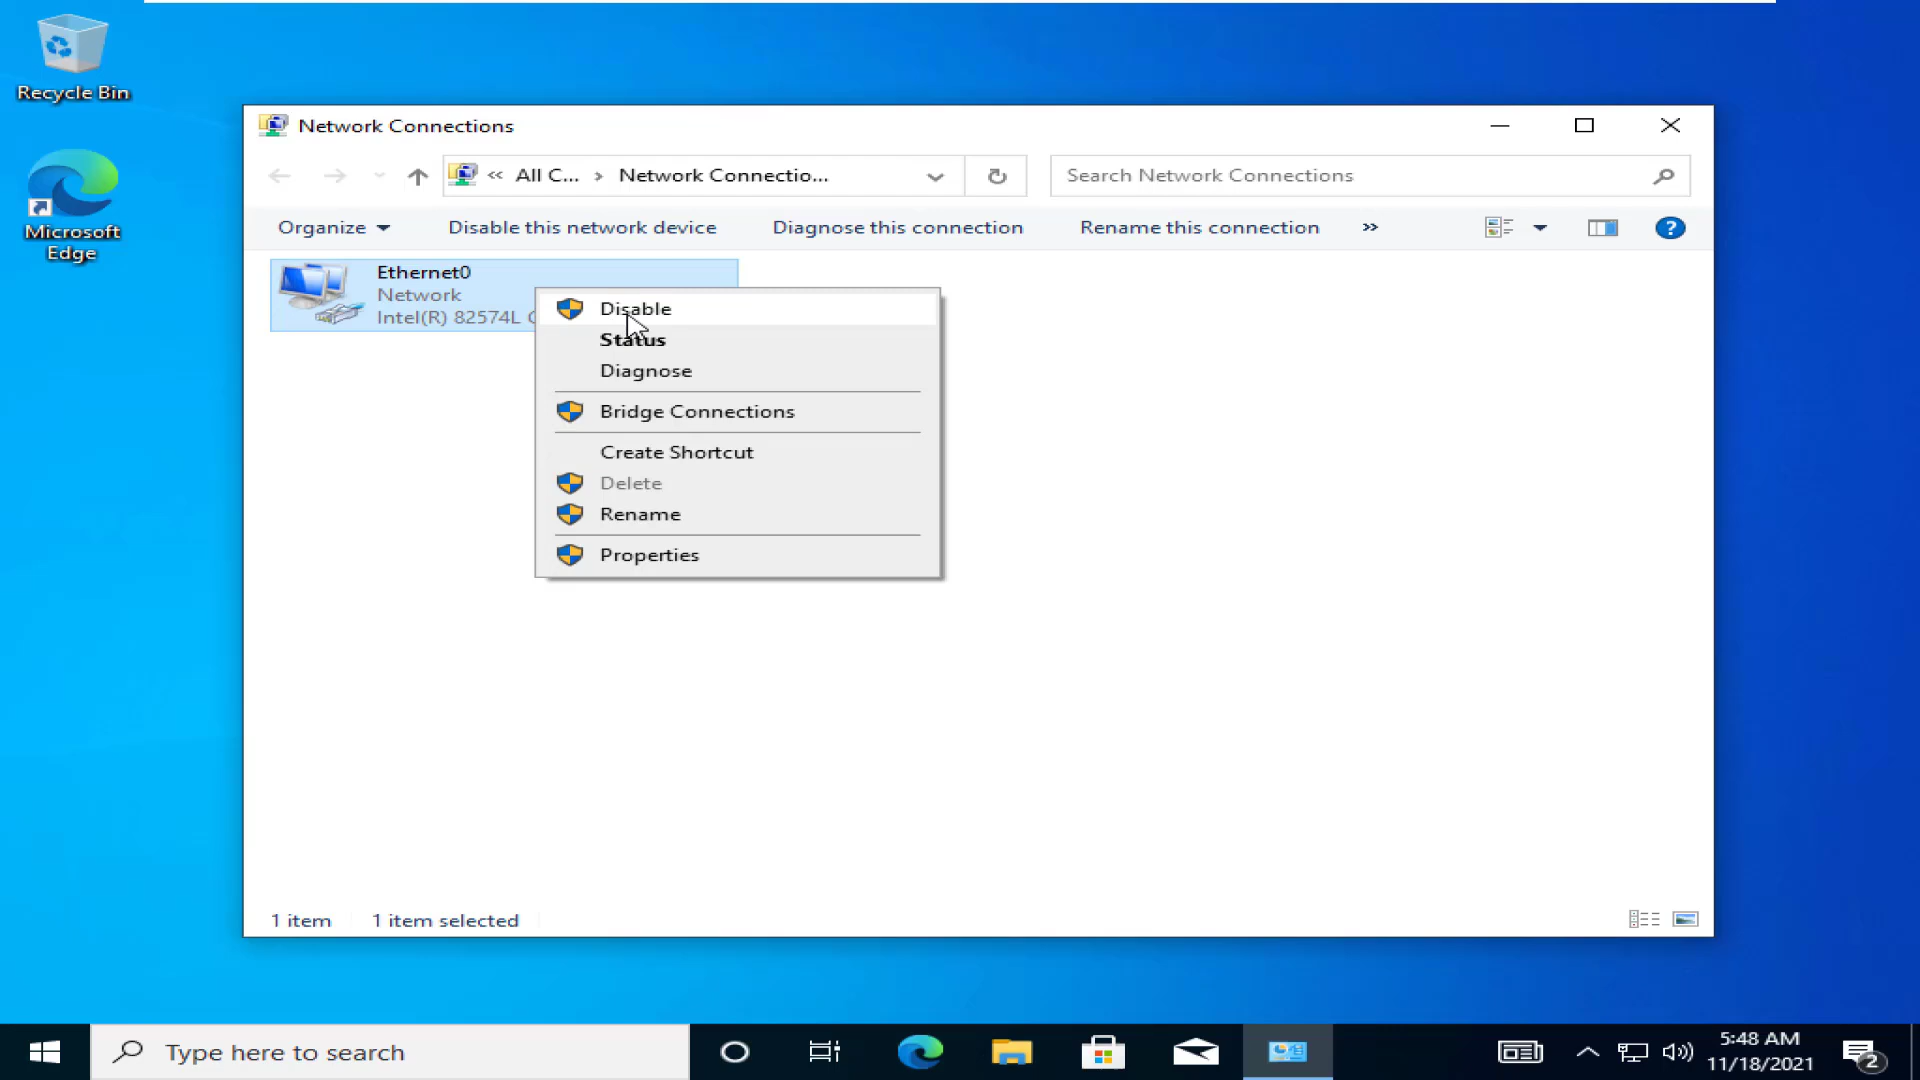 Recycle Bin
Microsoft
Edge
Network Connections
« All C... > Network Connectio...
Search Network Connections
Organize
Disable this network device
Diagnose this connection
Rename this connection
»
Ethernet0
Network
Intel(R) 82574L
Disable
Status
Diagnose
Bridge Connections
Create Shortcut
Delete
Rename
Properties
1 item
1 item selected
Type here to search
5:48 AM
11/18/2021
2